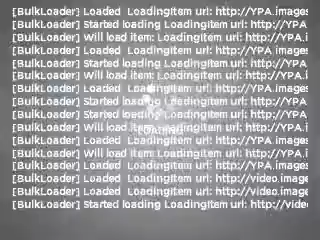 [BulkLoader] Loaded LoadingItem url: http://YPA.images
[BulkLoader] Started loading LoadingItem url: http://YPA
[BulkLoader] Will load item: LoadingItem url: http://YPA.i
[BulkLoader] Loaded LoadingItem url: http://YPA.images
[BulkLoader] Started loading LoadingItem url: http://YPA
[BulkLoader] Will load item: LoadingItem url: http://YPA.i
[BulkLoader] Loaded LoadingItem url: http://YPA.images
[BulkLoader] Started loading LoadingItem url: http://YPA
[BulkLoader] Started loading LoadingItem url: http://YPA
[BulkLoader] Will load item: LoadingItem url: http://YPA.i
[BulkLoader] Loaded LoadingItem url: http://YPA.images
[BulkLoader] Will load item: LoadingItem url: http://YPA.i
[BulkLoader] Loaded LoadingItem url: http://YPA.images
[BulkLoader] Loaded LoadingItem url: http://video.image
[BulkLoader] Loaded LoadingItem url: http://video.image
[BulkLoader] Started loading LoadingItem url: http://vide